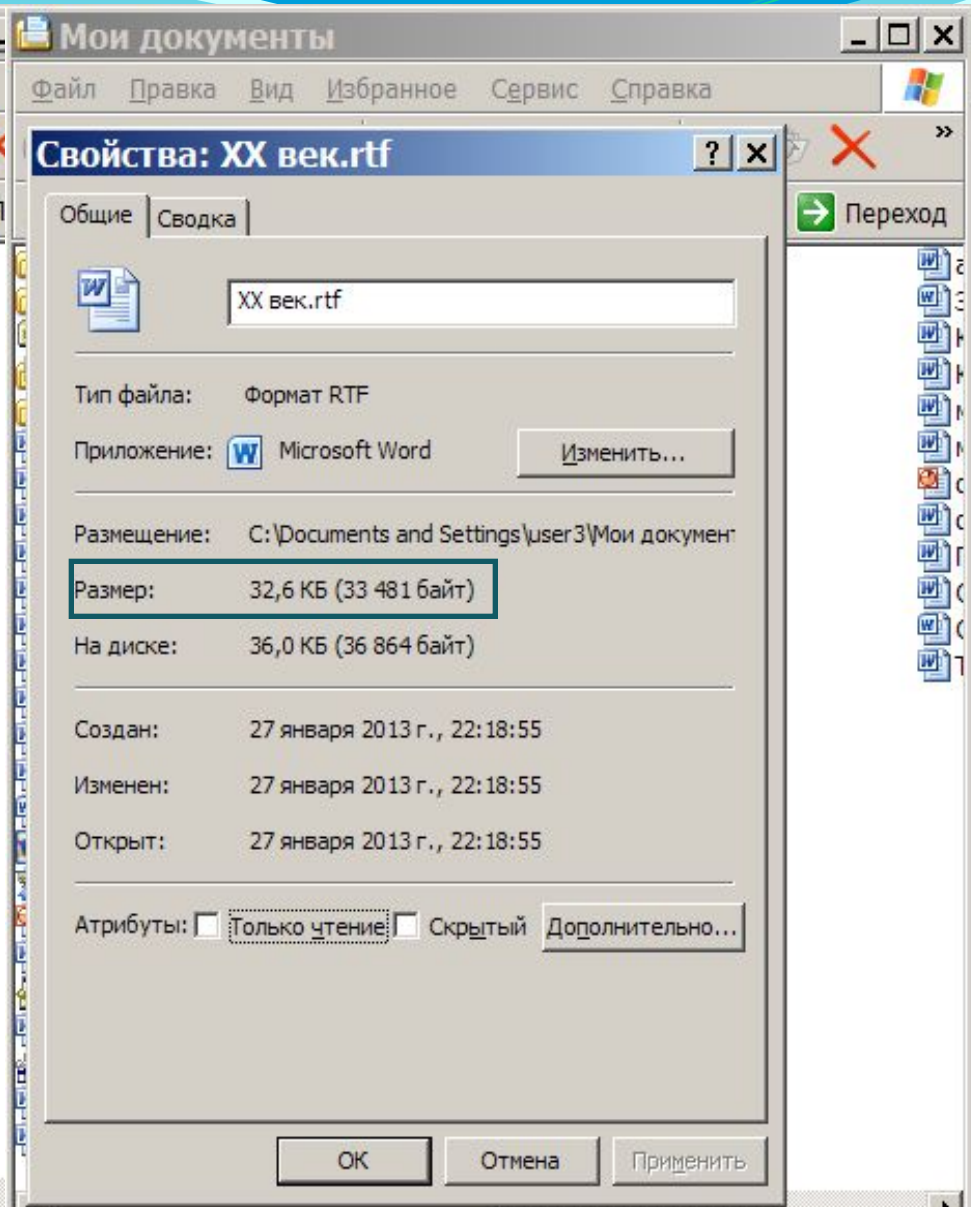 Мои документы
Файл Правка Вид Избранное Сервис Справка
»
Свойства: XX век.rtf
Переход
Общие Сводка
XX век.rtf
Тип файла: Формат RTF
Приложение: Microsoft Word Изменить...
Размещение: C:\Documents and Settings\user3\Мои документ
Размер: 32,6 КБ (33 481 байт)
На диске: 36,0 КБ (36 864 байт)
Создан: 27 января 2013 г., 22:18:55
Изменен: 27 января 2013 г., 22:18:55
Открыт: 27 января 2013 г., 22:18:55
Атрибуты: Только чтение Скрытый Дополнительно...
ОК Отмена Применить